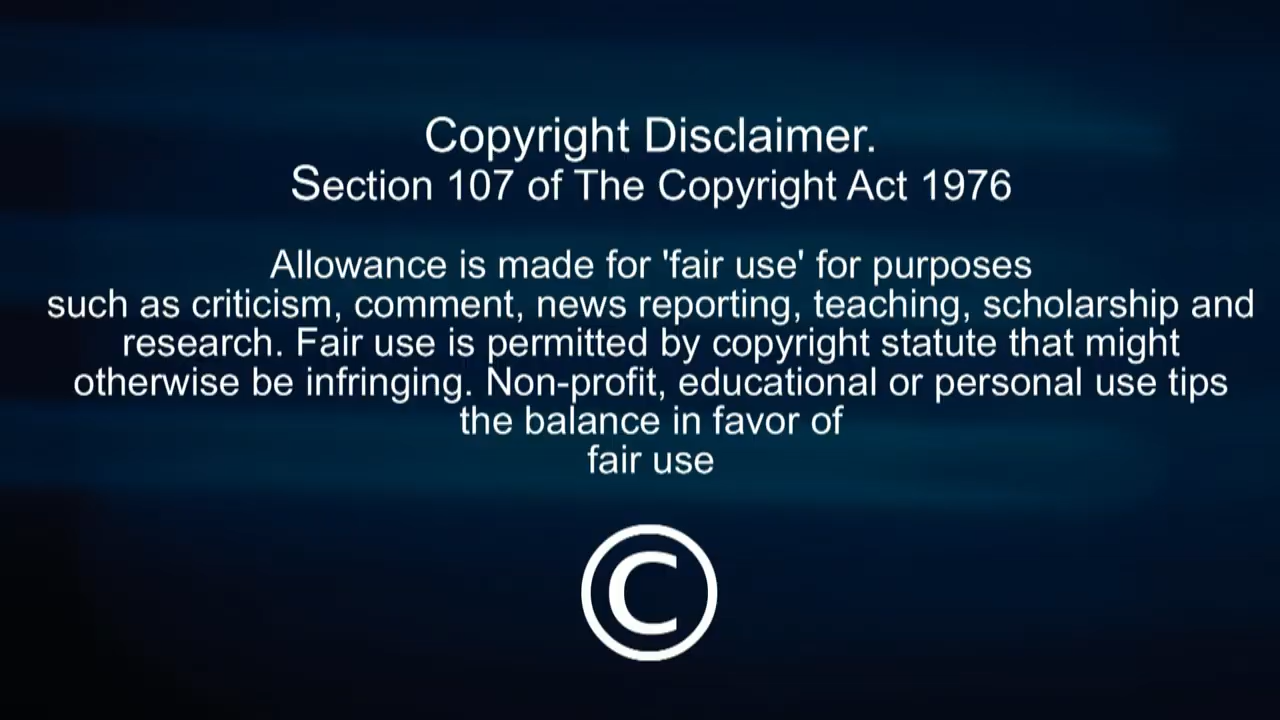 Copyright Disclaimer.
Section 107 of The Copyright Act 1976
Allowance is made for 'fair use' for purposes
such as criticism, comment, news reporting, teaching, scholarship and
research. Fair use is permitted by copyright statute that might
otherwise be infringing. Non-profit, educational or personal use tips
the balance in favor of
fair use
©